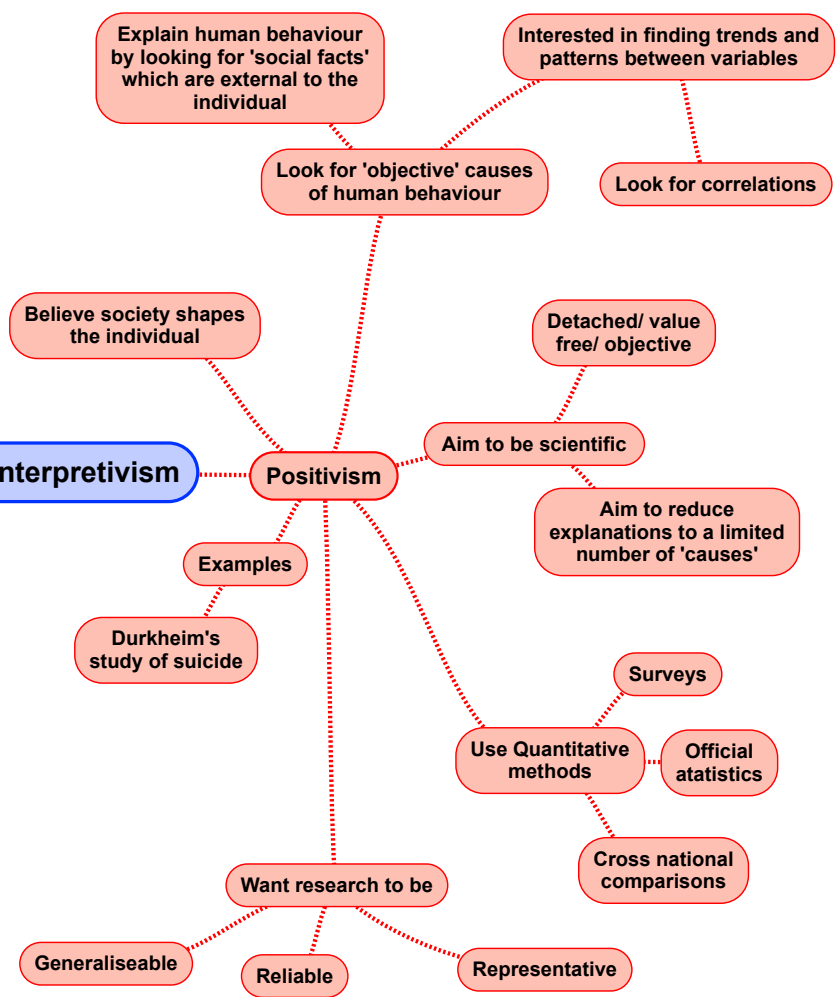 Explain human behaviour
by looking for 'social facts'
which are external to the
individual
Interested in finding trends and
patterns between variables
Look for 'objective' causes
of human behaviour
Look for correlations
Believe society shapes
the individual
Detached/ value
free/ objective
nterpretivism
Positivism
Aim to be scientific
Aim to reduce
explanations to a limited
number of 'causes'
Examples
Durkheim's
study of suicide
Surveys
Use Quantitative
methods
Official
atatistics
Cross national
comparisons
Want research to be
Generaliseable
Reliable
Representative